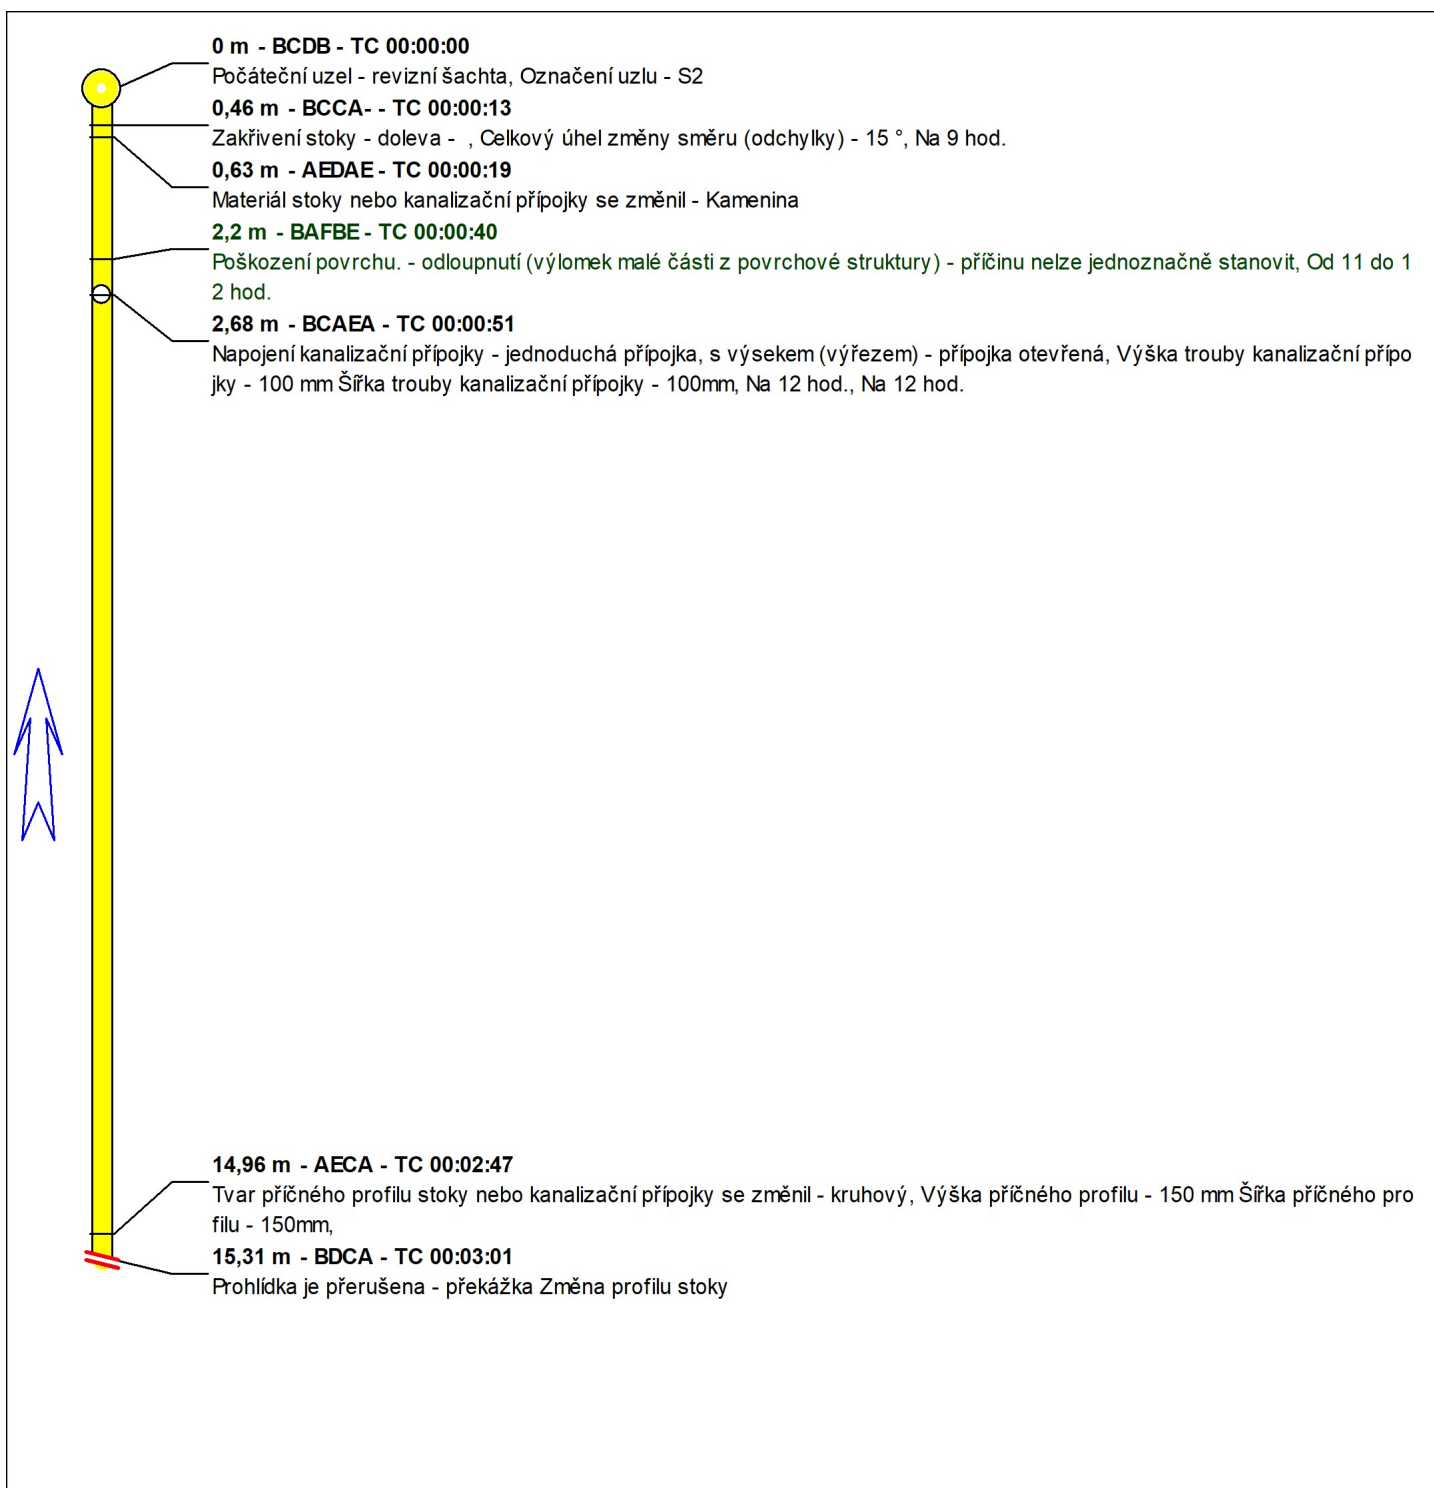 0 m - BCDB - TC 00:00:00
Počáteční uzel - revizní šachta, Označení uzlu - S2
0,46 m - BCCA- - TC 00:00:13
Zakřivení stoky - doleva - , Celkový úhel změny směru (odchylky) - 15 °, Na 9 hod.
0,63 m - AEDAE - TC 00:00:19
Materiál stoky nebo kanalizační přípojky se změnil - Kamenina
2,2 m - BAFBE - TC 00:00:40
Poškození povrchu. - odloupnutí (výlomek malé části z povrchové struktury) - příčinu nelze jednoznačně stanovit, Od 11 do 1
2 hod.
2,68 m - BCAEA - TC 00:00:51
Napojení kanalizační přípojky - jednoduchá přípojka, s výsekem (výřezem) - přípojka otevřená, Výška trouby kanalizační přípo
jky - 100 mm Šířka trouby kanalizační přípojky - 100mm, Na 12 hod., Na 12 hod.
14,96 m - AECA - TC 00:02:47
Tvar příčného profilu stoky nebo kanalizační přípojky se změnil - kruhový, Výška příčného profilu - 150 mm Šířka příčného pro
filu - 150mm,
15,31 m - BDCA - TC 00:03:01
Prohlídka je přerušena - překážka Změna profilu stoky